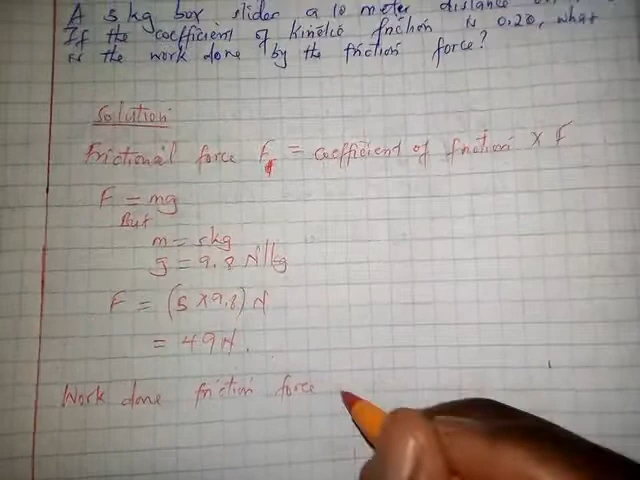 A 5 kg box slides a 10 meter distance
If the coefficient of kinetic friction is 0.20, what
is the work done by the friction force?
Solution
Frictional force Ff = coefficient of friction × F
F = mg
But
m = 5kg
g = 9.8 N/kg
F = (5 × 9.8) N
= 49N.
Work done friction force